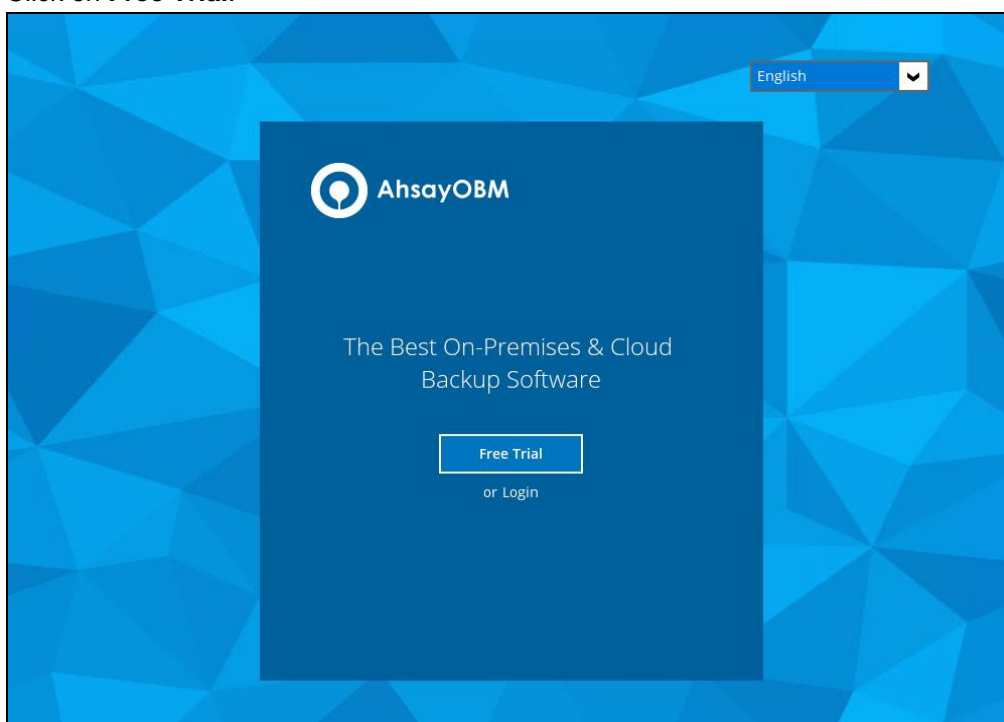 English
AhsayOBM
The Best On-Premises & Cloud
Backup Software
Free Trial
or Login